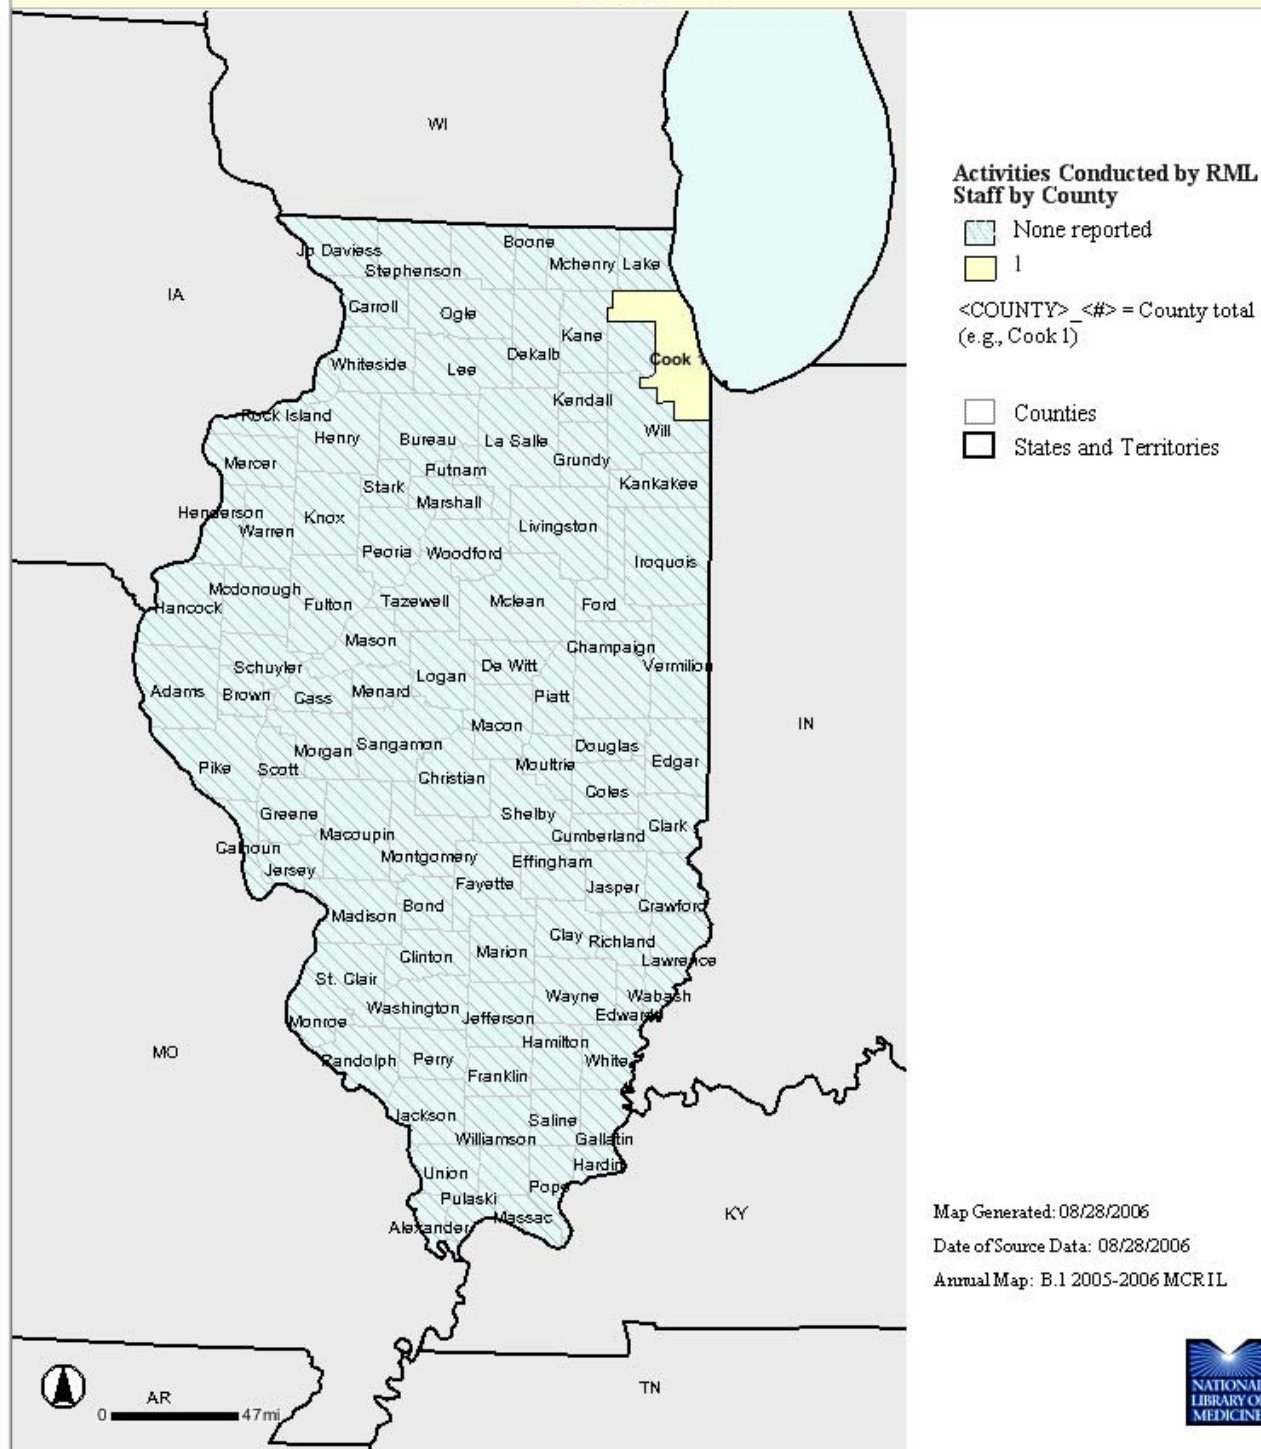 WI
IA
Jo Daviess
Stephenson
Boone
Mchenry
Lake
Carroll
Ogle
Kane
Dekalb
Cook 1
Whiteside
Lee
Kendall
Rock Island
Henry
Bureau
La Salle
Will
Grundy
Mercer
Putnam
Stark
Marshall
Kankakee
Henderson
Warren
Knox
Livingston
Peoria
Woodford
Iroquois
Mcdonough
Hancock
Fulton
Tazewell
Mclean
Ford
Mason
Champaign
Schuyler
Logan
De Witt
Vermilion
Adams
Brown
Cass
Menard
Piatt
Macon
IN
Morgan
Sangamon
Douglas
Pike
Scott
Christian
Moultrie
Edgar
Coles
Greene
Shelby
Macoupin
Cumberland
Clark
Calhoun
Montgomery
Effingham
Jersey
Fayette
Jasper
Bond
Crawford
Madison
Clay
Richland
Clinton
Marion
Lawrence
St. Clair
Wayne
Wabash
Washington
Jefferson
Edwards
Monroe
Hamilton
MO
Randolph
Perry
White
Franklin
Jackson
Saline
Williamson
Gallatin
Hardin
Union
Pope
Pulaski
Massac
Alexander
KY
TN
AR
0 47mi
Activities Conducted by RML
Staff by County
None reported
1
<COUNTY>_<#> = County total
(e.g., Cook 1)
Counties
States and Territories
Map Generated: 08/28/2006
Date of Source Data: 08/28/2006
Annual Map: B.1 2005-2006 MCR IL
NATIONAL
LIBRARY OF
MEDICINE